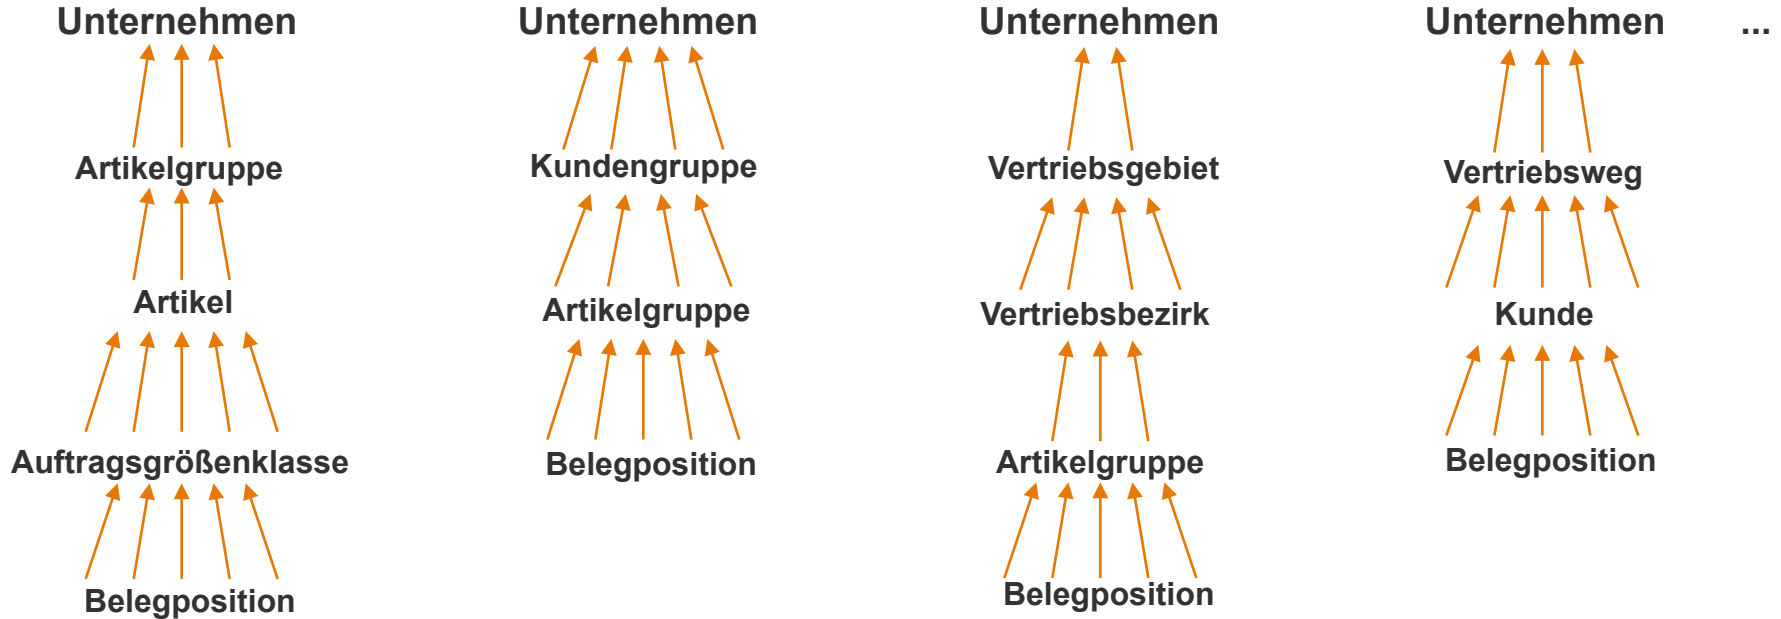 Unternehmen
Artikelgruppe
Artikel
Auftragsgrößenklasse
Belegposition
Unternehmen
Kundengruppe
Artikelgruppe
Belegposition
Unternehmen
Vertriebsgebiet
Vertriebsbezirk
Artikelgruppe
Belegposition
Unternehmen
Vertriebsweg
Kunde
Belegposition
...